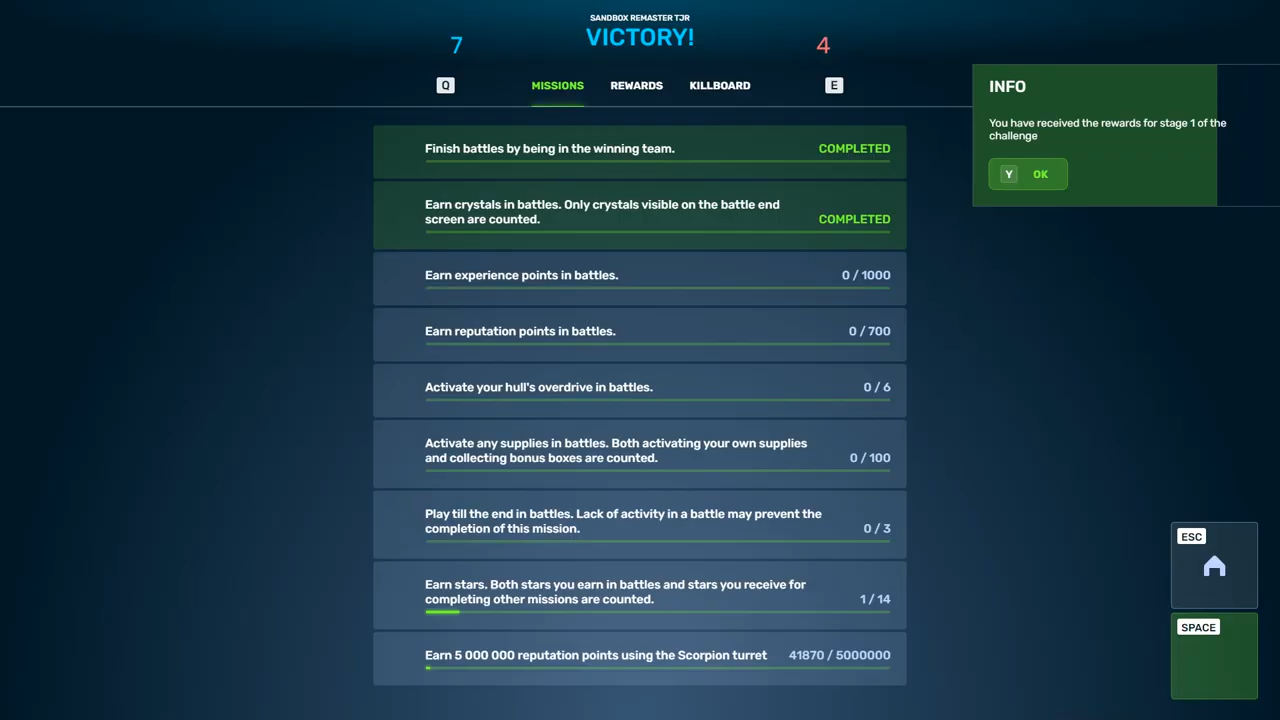 SANDBOX REMASTER TJR
VICTORY!
7
4
Q
MISSIONS
REWARDS
KILLBOARD
E
INFO
You have received the rewards for stage 1 of the
challenge
Y
OK
Finish battles by being in the winning team.
COMPLETED
Earn crystals in battles. Only crystals visible on the battle end
screen are counted.
COMPLETED
Earn experience points in battles.
0 / 1000
Earn reputation points in battles.
0 / 700
Activate your hull's overdrive in battles.
0 / 6
Activate any supplies in battles. Both activating your own supplies
and collecting bonus boxes are counted.
0 / 100
Play till the end in battles. Lack of activity in a battle may prevent the
completion of this mission.
0 / 3
Earn stars. Both stars you earn in battles and stars you receive for
completing other missions are counted.
1 / 14
Earn 5 000 000 reputation points using the Scorpion turret
41870 / 5000000
ESC
SPACE